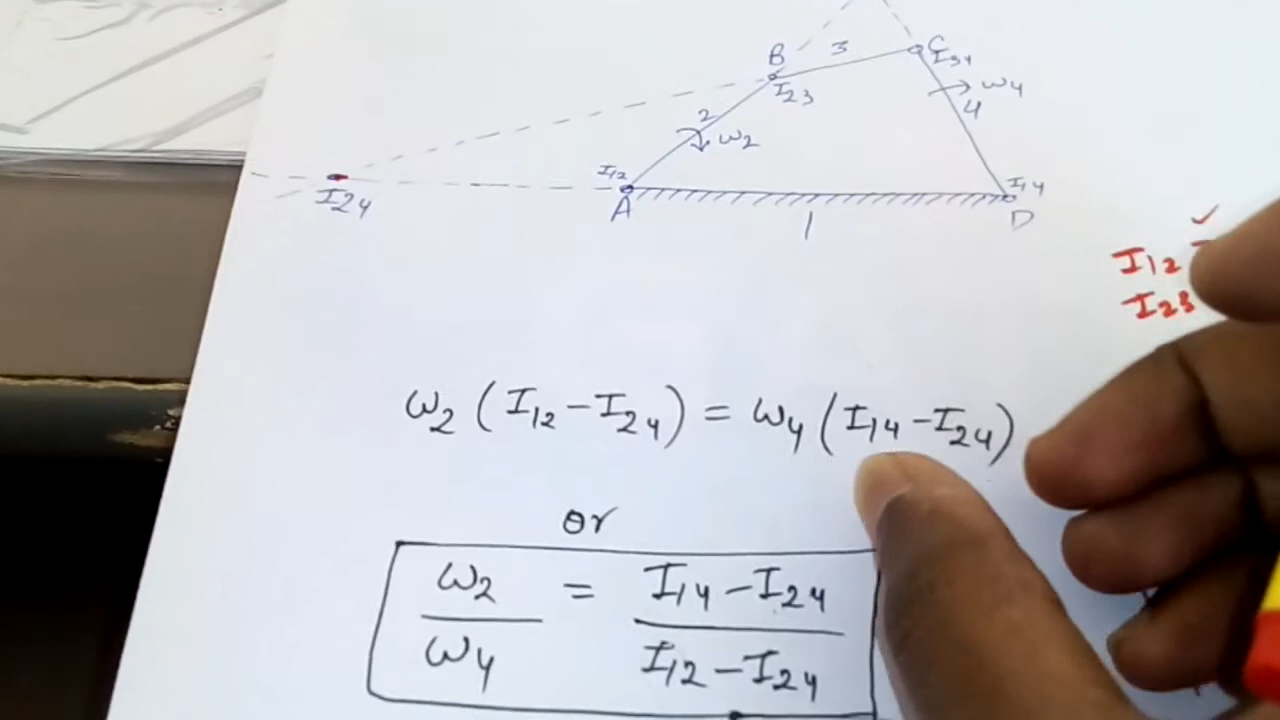 B 3 C
I34
I23
ω4
4
2
ω2
I12
I14
I24
A
1
D
I12
I23
ω2 (I12 - I24) = ω4 (I14 - I24)
or
ω2 / ω4 = I14 - I24 / I12 - I24